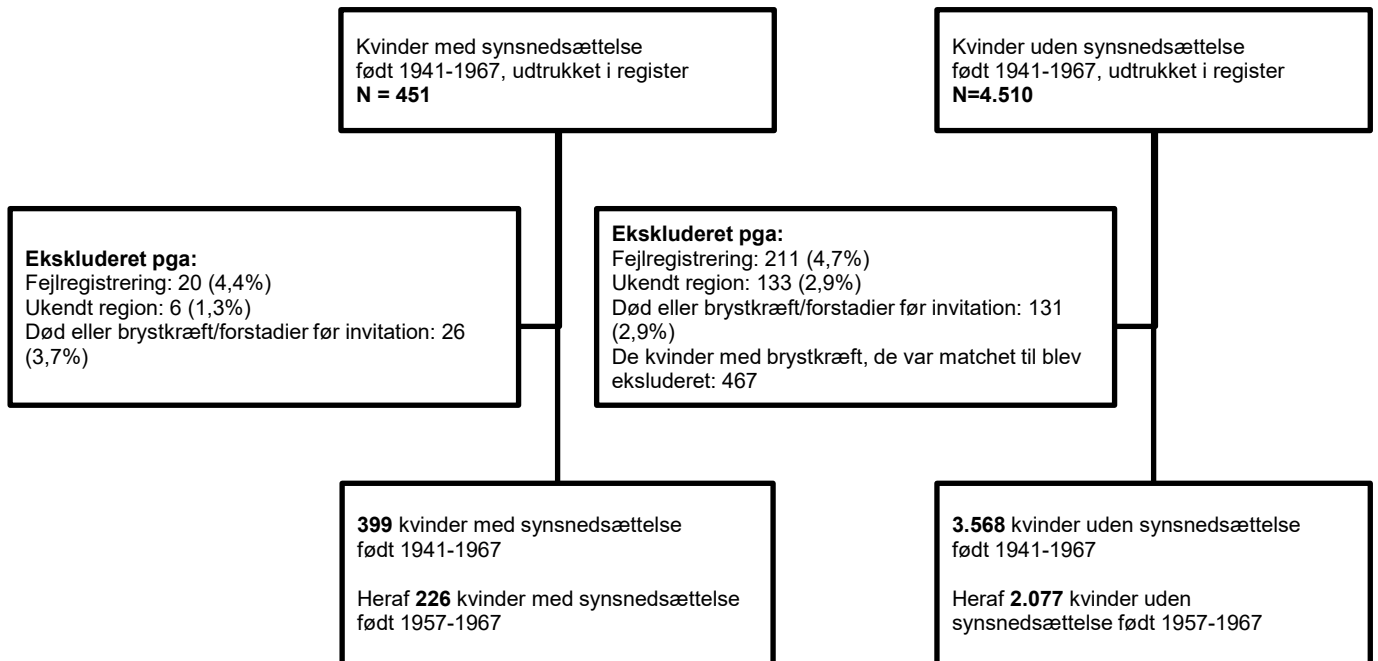 Kvinder med synsnedsættelse
født 1941-1967, udtrukket i register
N = 451
Kvinder uden synsnedsættelse
født 1941-1967, udtrukket i register
N=4.510
Ekskluderet pga:
Fejlregistrering: 20 (4,4%)
Ukendt region: 6 (1,3%)
Død eller brystkræft/forstadier før invitation: 26
(3,7%)
Ekskluderet pga:
Fejlregistrering: 211 (4,7%)
Ukendt region: 133 (2,9%)
Død eller brystkræft/forstadier før invitation: 131
(2,9%)
De kvinder med brystkræft, de var matchet til blev
eksluderet: 467
399 kvinder med synsnedsættelse
født 1941-1967
Heraf 226 kvinder med synsnedsættelse
født 1957-1967
3.568 kvinder uden synsnedsættelse
født 1941-1967
Heraf 2.077 kvinder uden
synsnedsættelse født 1957-1967